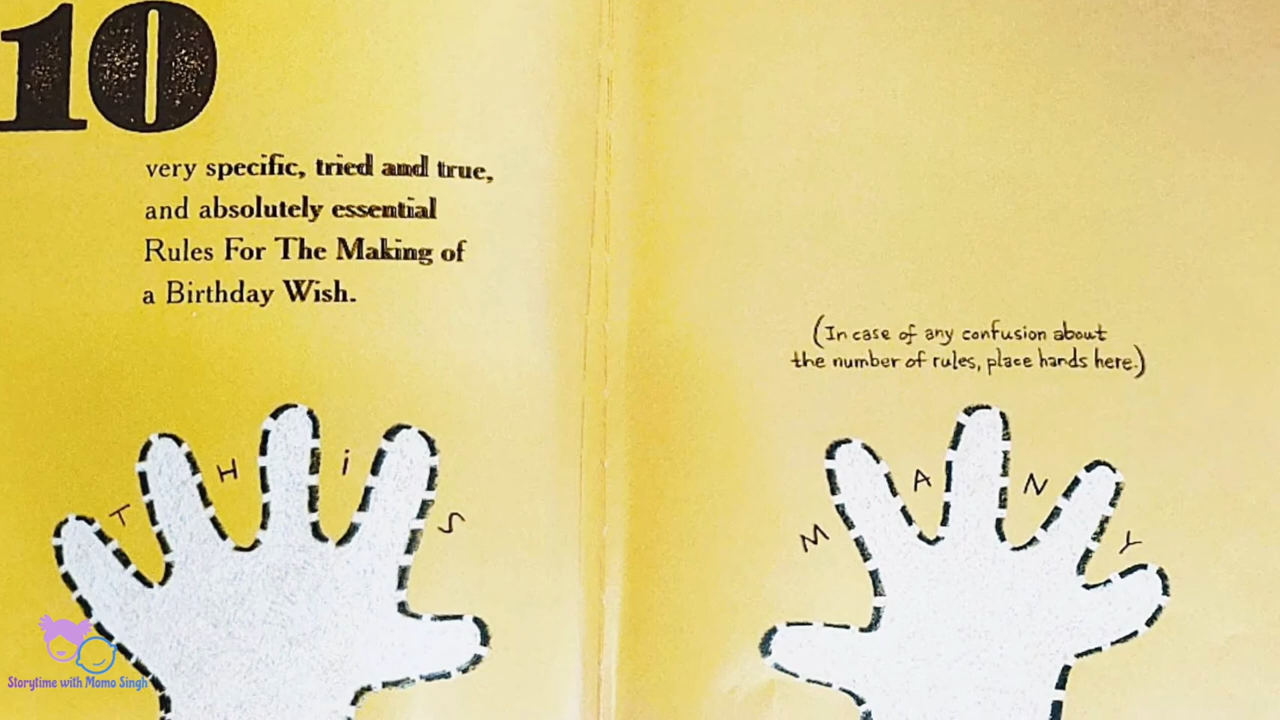 10
very specific, tried and true,
and absolutely essential
Rules For The Making of
a Birthday Wish.
(In case of any confusion about
the number of rules, place hands here.)
T H i S
M A N Y
Storytime with Momo Singh